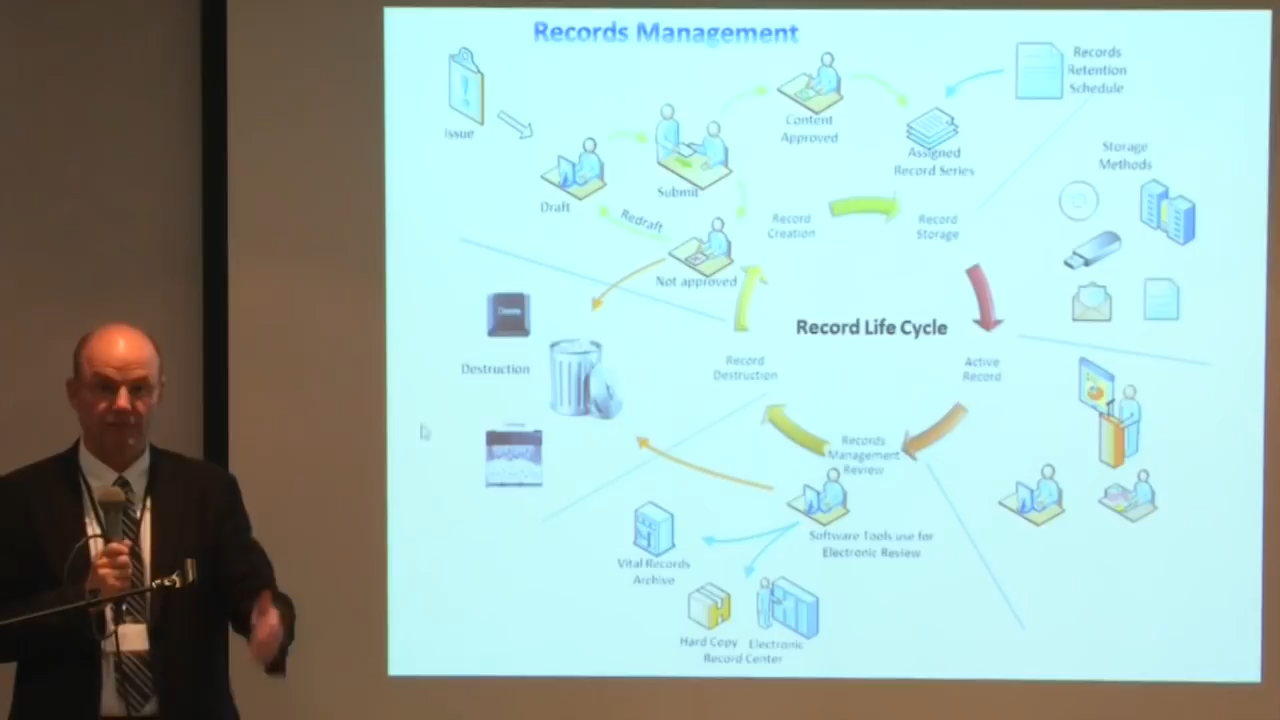 Records Management
Issue
Draft
Submit
Redraft
Not approved
Content
Approved
Assigned
Record Series
Records
Retention
Schedule
Storage
Methods
Record
Creation
Record
Storage
Record Life Cycle
Active
Record
Records
Management
Review
Record
Destruction
Destruction
Software Tools use for
Electronic Review
Vital Records
Archive
Hard Copy
Electronic
Record Center